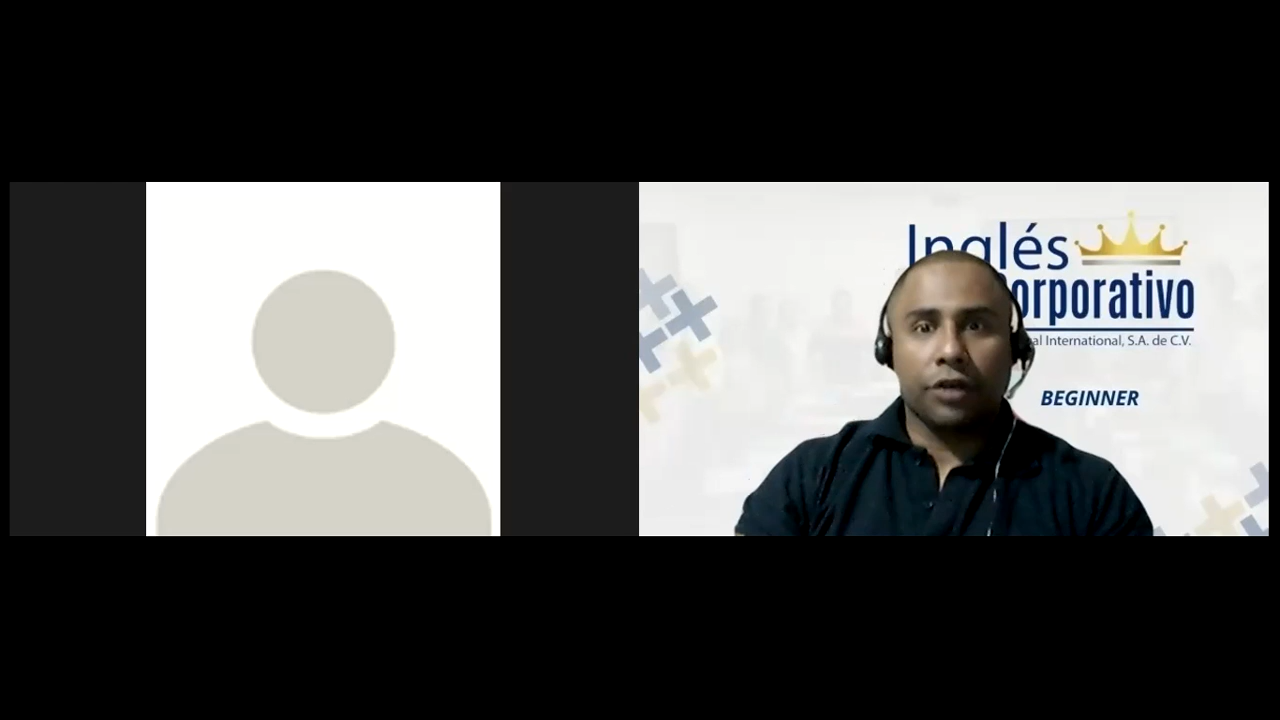 Inglés
orporativo
al International, S.A. de C.V.
BEGINNER